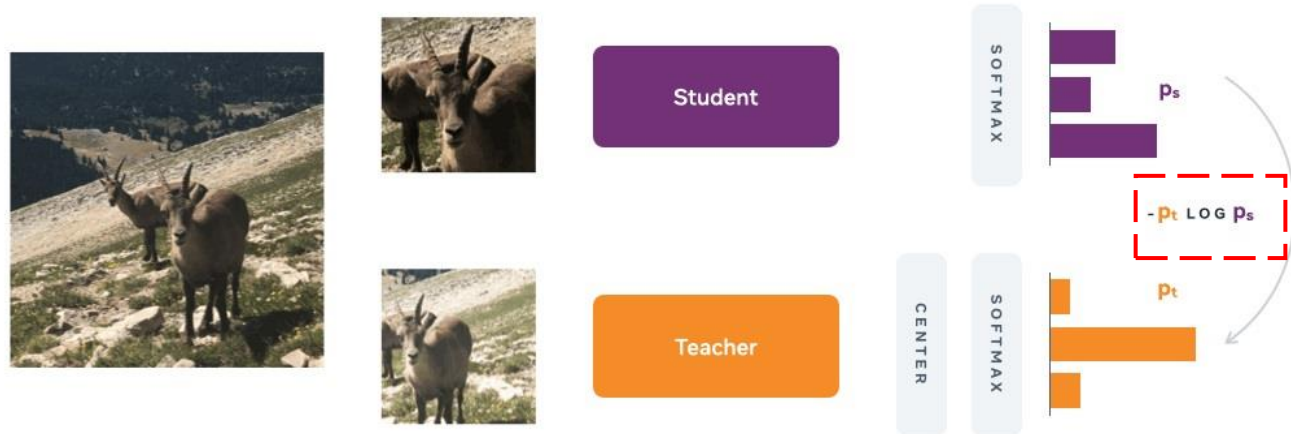 Student
SOFTMAX
pₛ
-pₜ LOG pₛ
Teacher
CENTER
SOFTMAX
pₜ